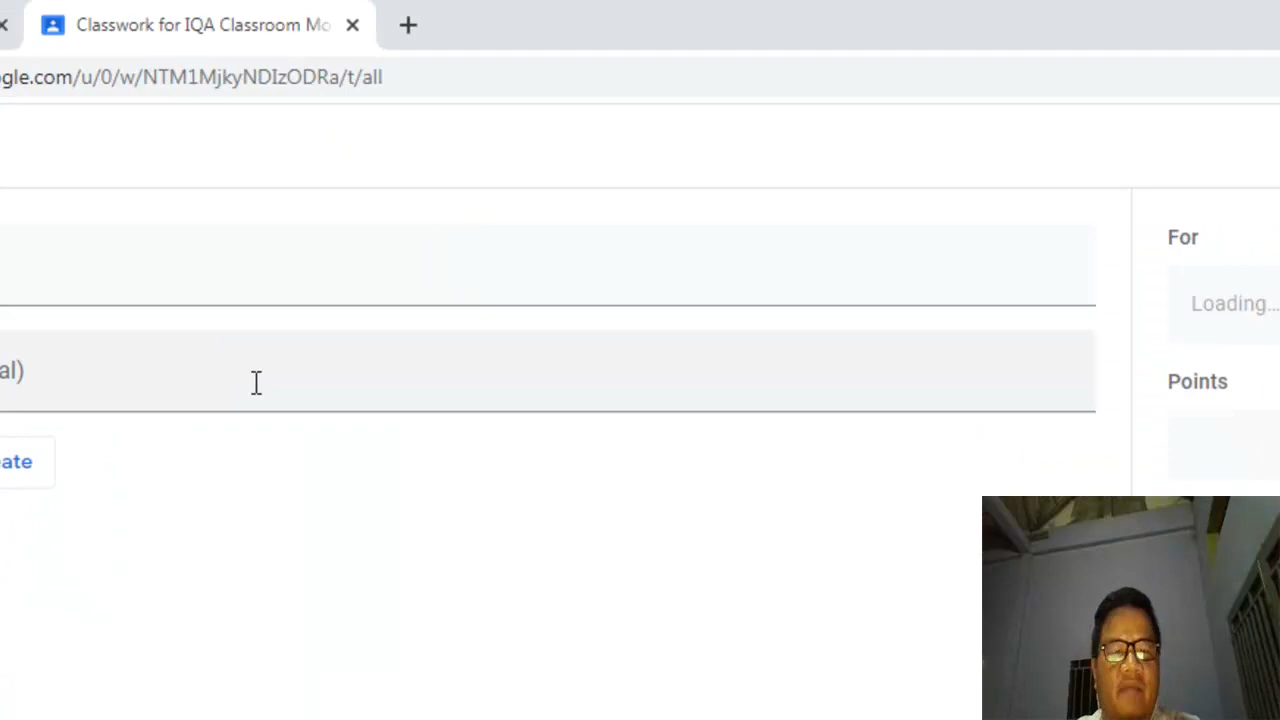 Classwork for IQA Classroom Mo
gle.com/u/0/w/NTM1MjkyNDIzODRa/t/all
For
Loading...
al)
Points
ate